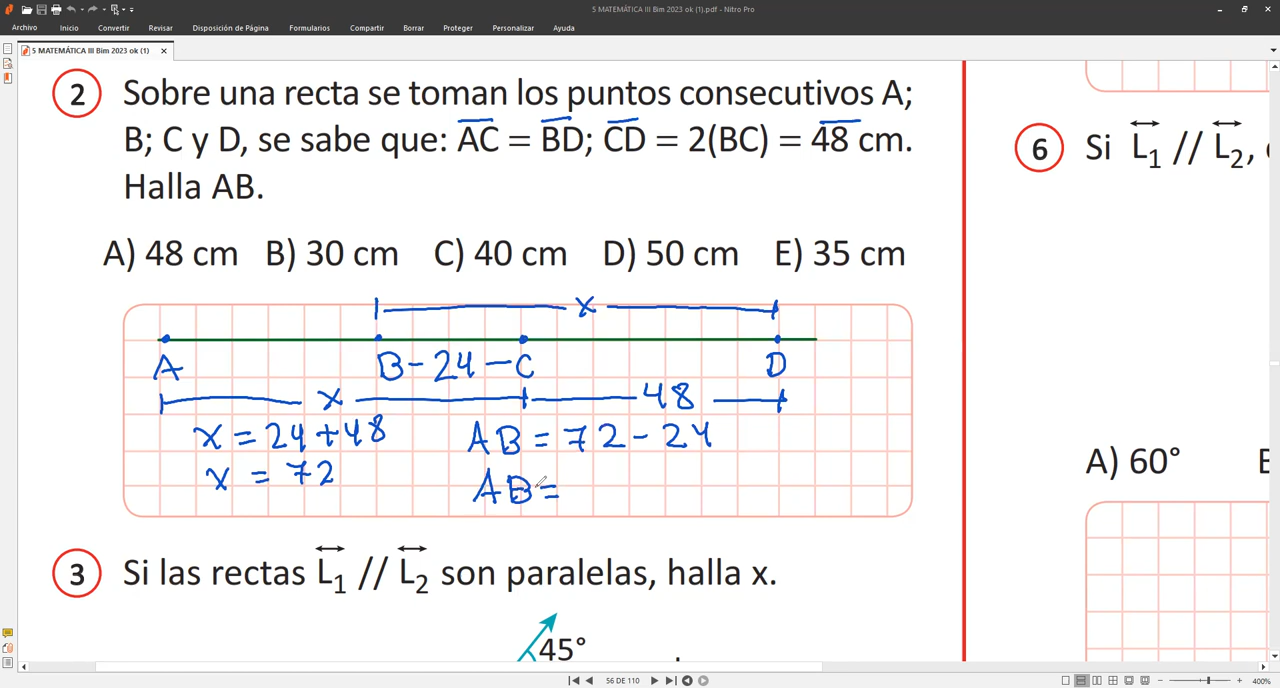 5 MATEMÁTICA III Bim 2023 ok (1).pdf - Nitro Pro
Archivo Inicio Convertir Revisar Disposición de Página Formularios Compartir Borrar Proteger Personalizar Ayuda
5 MATEMÁTICA III Bim 2023 ok (1) ×
2 Sobre una recta se toman los puntos consecutivos A;
B; C y D, se sabe que: AC = BD; CD = 2(BC) = 48 cm.
Halla AB.
A) 48 cm B) 30 cm C) 40 cm D) 50 cm E) 35 cm
x
A B - 24 - C D
x 48
x = 24 + 48 AB = 72 - 24
x = 72 AB =
3 Si las rectas L1 // L2 son paralelas, halla x.
45°
6 Si L1 // L2,
A) 60°
56 DE 110
400%